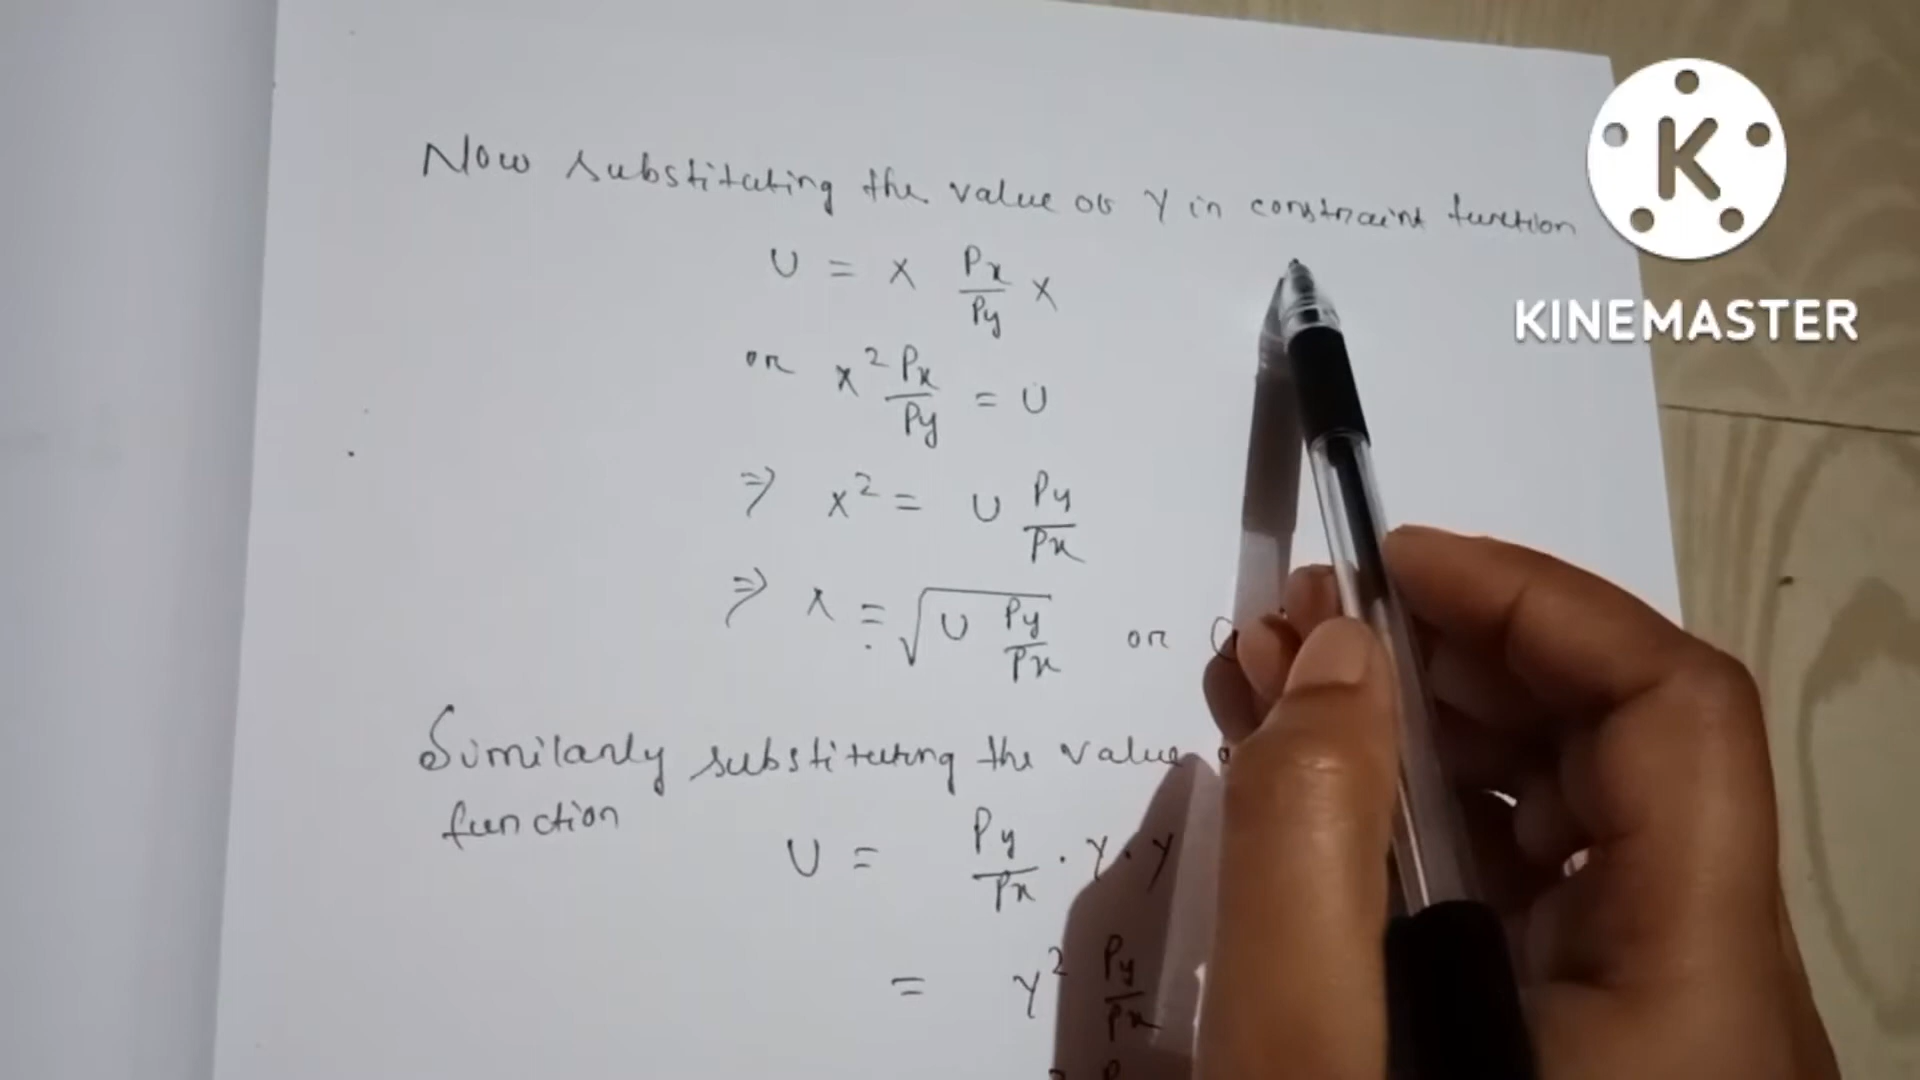 Now substituting the value of Y in constraint function
U = X Px/Py X
or X² Px/Py = U
⇒ X² = U Py/Px
⇒ X = √(U Py/Px) or
Similarly substituting the value
function
U = Py/Px · Y · Y
= Y² Py/Px
K
KINEMASTER